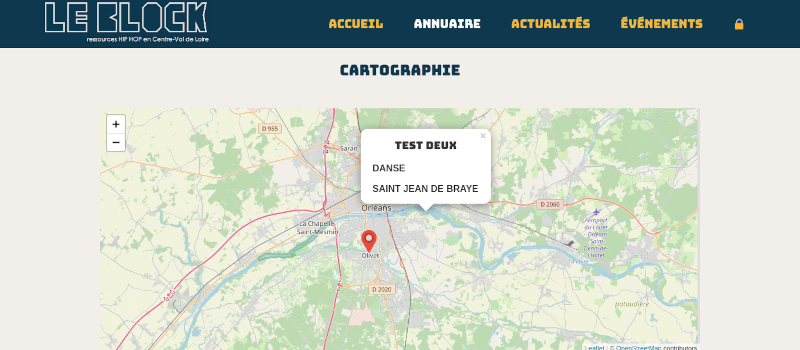 LE BLOCK
ressources HIP HOP en Centre-Val de Loire
ACCUEIL
ANNUAIRE
ACTUALITÉS
ÉVÉNEMENTS
CARTOGRAPHIE
+
−
D 955
Saran
×
TEST DEUX
DANSE
SAINT JEAN DE BRAYE
Orléans
D 2060
La Chapelle
Saint-Mesmin
Aéroport
du Loiret
- Orléans
Saint-
Denis-
de-l'Hôtel
Olivet
La Loire
D 2020
Leaflet | © OpenStreetMap contributors